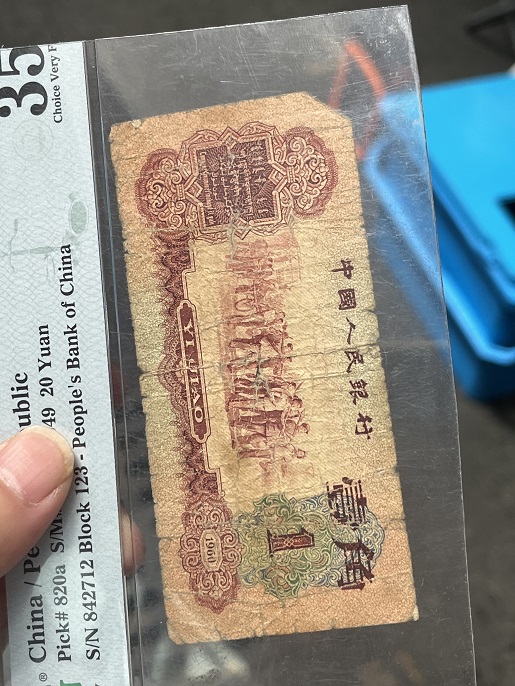 35
Choice Very F
® China / Pe ublic
Pick# 820a S/M 49 20 Yuan
S/N 842712 Block 123 - People's Bank of China
中國人民銀行
壹角
1
YI JIAO
1960